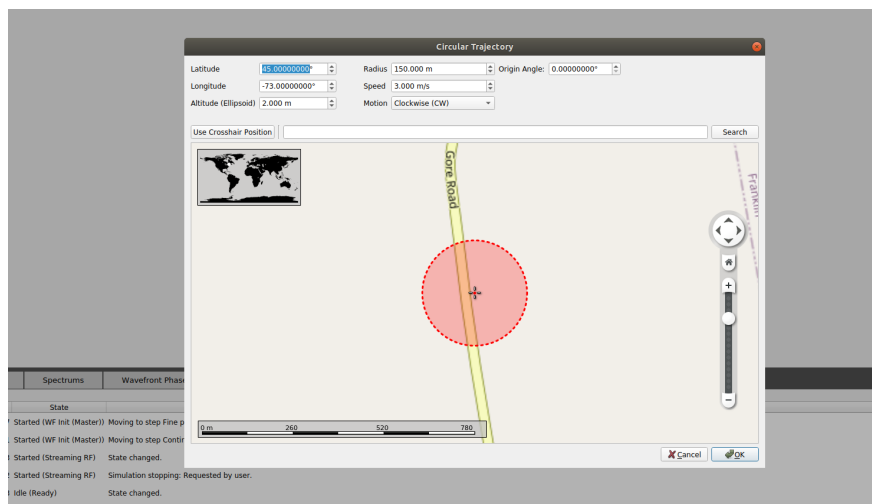 Circular Trajectory
Latitude 45.00000000° Radius 150.000 m Origin Angle: 0.00000000°
Longitude -73.00000000° Speed 3.000 m/s
Altitude (Ellipsoid) 2.000 m Motion Clockwise (CW)
Use Crosshair Position Search
Gore Road
Franklin
0 m 260 520 780
Cancel OK
Spectrums Wavefront Phase
State
Started (WF Init (Master)) Moving to step Fine p
Started (WF Init (Master)) Moving to step Contin
Started (Streaming RF) State changed.
Started (Streaming RF) Simulation stopping: Requested by user.
Idle (Ready) State changed.